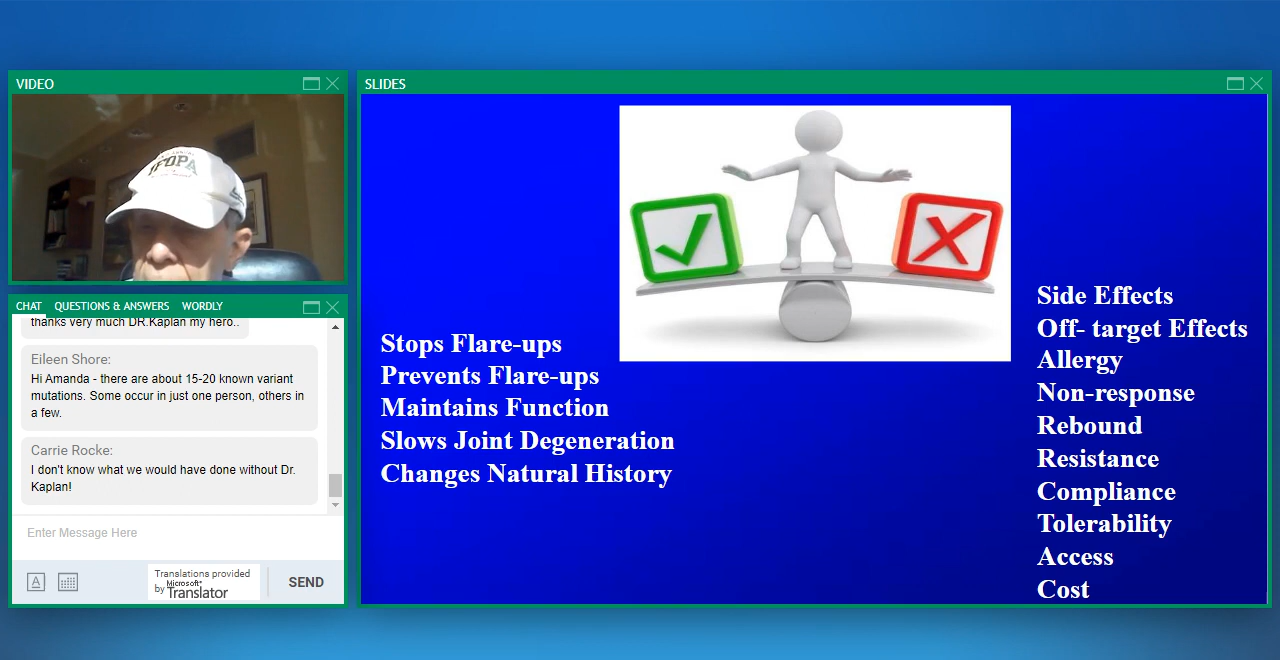 VIDEO
IFOPA
CHAT
QUESTIONS & ANSWERS
WORDLY
thanks very much DR.Kaplan my hero..
Eileen Shore:
Hi Amanda - there are about 15-20 known variant
mutations. Some occur in just one person, others in
a few.
Carrie Rocke:
I don't know what we would have done without Dr.
Kaplan!
Enter Message Here
A
Translations provided
by Microsoft®
Translator
SEND
SLIDES
Stops Flare-ups
Prevents Flare-ups
Maintains Function
Slows Joint Degeneration
Changes Natural History
Side Effects
Off- target Effects
Allergy
Non-response
Rebound
Resistance
Compliance
Tolerability
Access
Cost